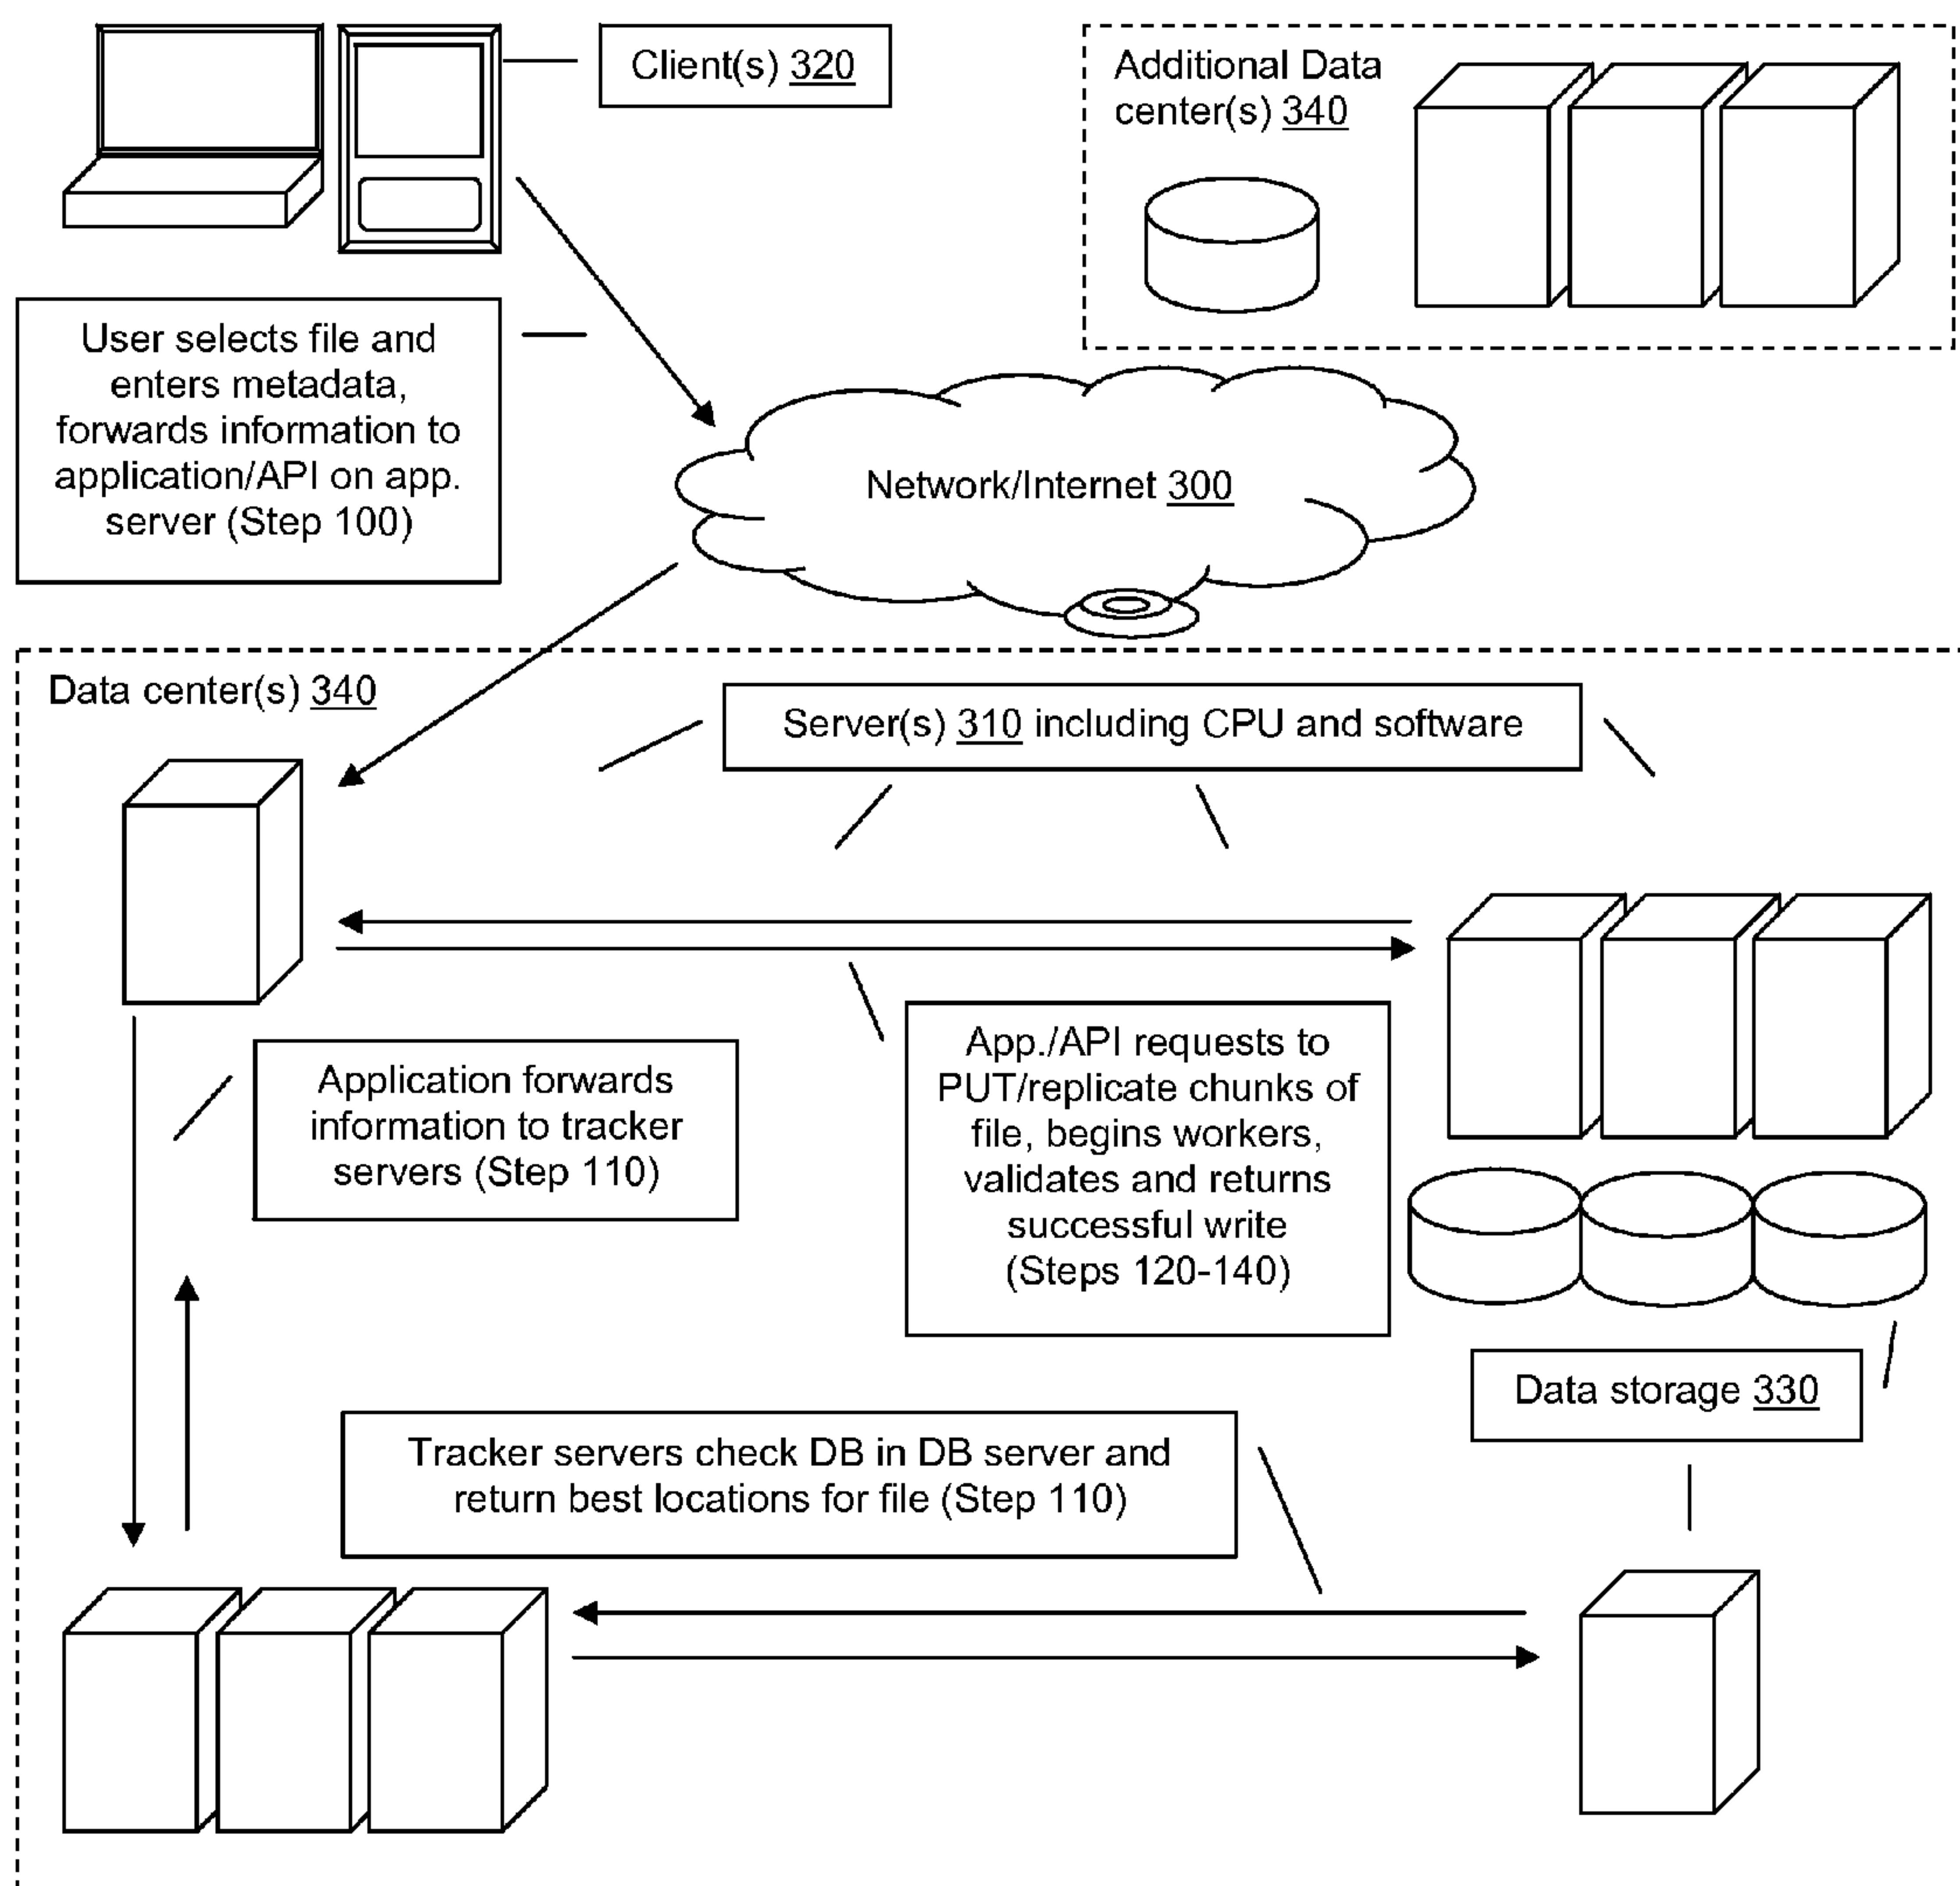 Client(s) 320
Additional Data
center(s) 340
User selects file and
enters metadata,
forwards information to
application/API on app.
server (Step 100)
Network/Internet 300
Data center(s) 340
Server(s) 310 including CPU and software
Application forwards
information to tracker
servers (Step 110)
App./API requests to
PUT/replicate chunks of
file, begins workers,
validates and returns
successful write
(Steps 120-140)
Data storage 330
Tracker servers check DB in DB server and
return best locations for file (Step 110)